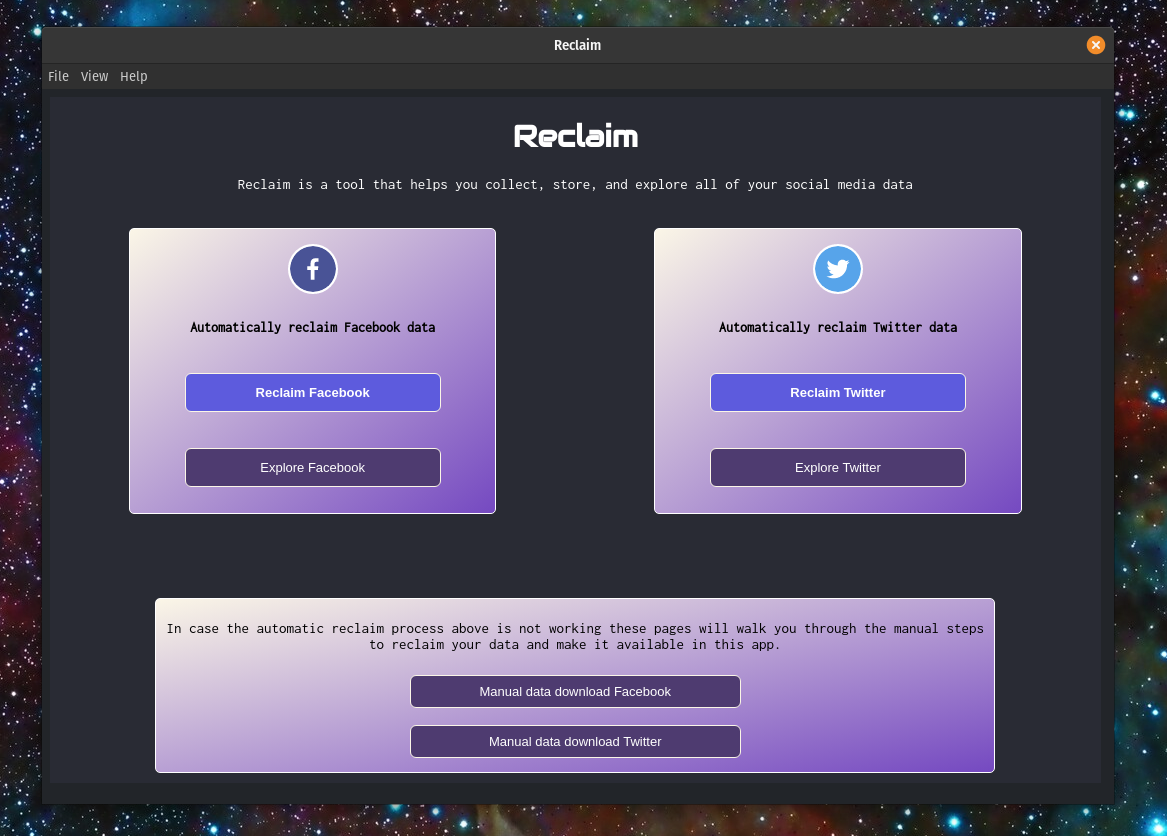 Reclaim
File View Help
Reclaim
Reclaim is a tool that helps you collect, store, and explore all of your social media data
Automatically reclaim Facebook data
Reclaim Facebook
Explore Facebook
Automatically reclaim Twitter data
Reclaim Twitter
Explore Twitter
In case the automatic reclaim process above is not working these pages will walk you through the manual steps
to reclaim your data and make it available in this app.
Manual data download Facebook
Manual data download Twitter